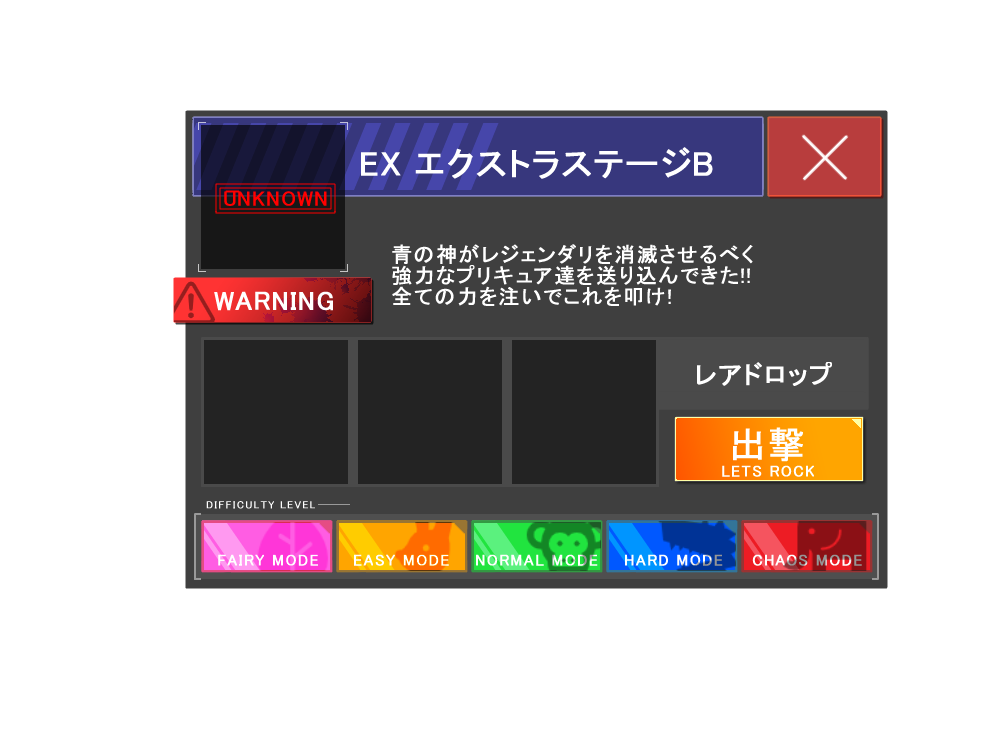 EX エクストラステージB
UNKNOWN
青の神がレジェンダリを消滅させるべく
強力なプリキュア達を送り込んできた!!
全ての力を注いでこれを叩け!
WARNING
レアドロップ
出撃
LETS ROCK
DIFFICULTY LEVEL
FAIRY MODE
EASY MODE
NORMAL MODE
HARD MODE
CHAOS MODE